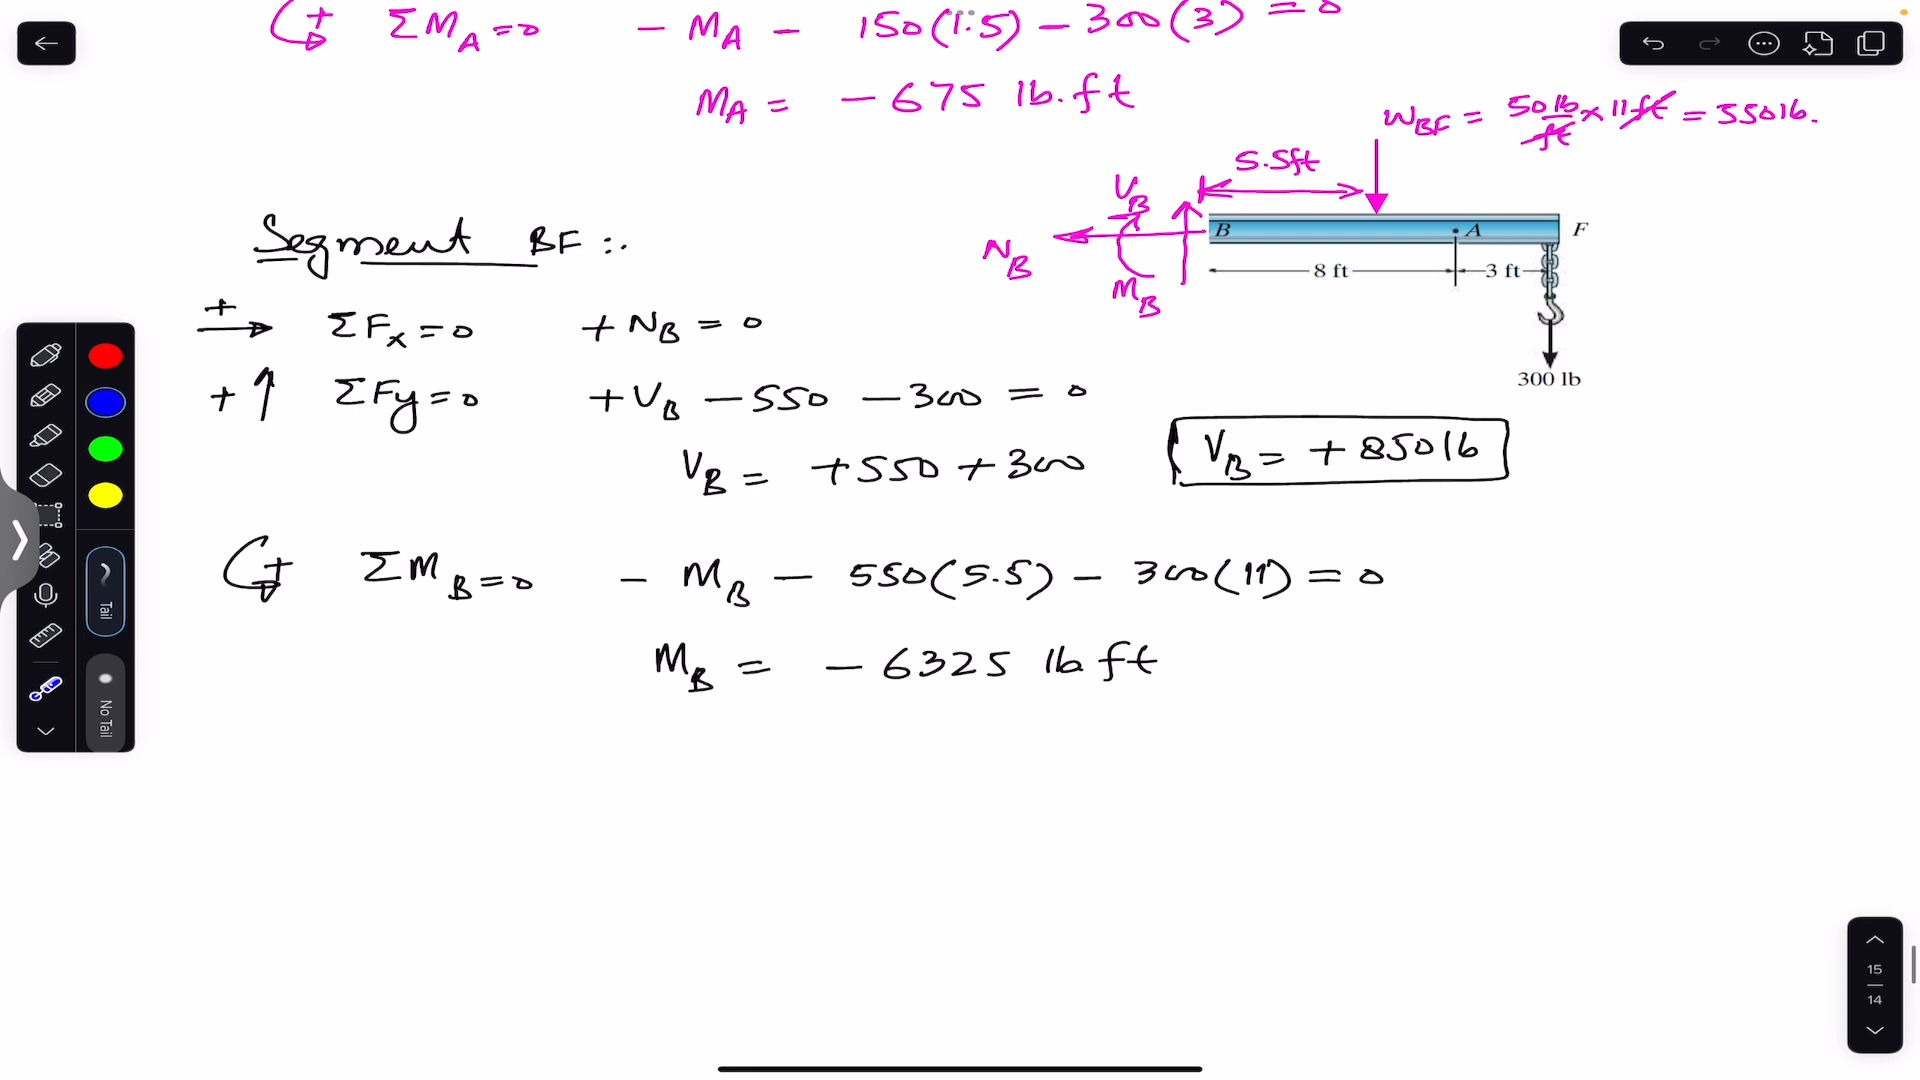 ΣM_A=0 - M_A - 150(1.5) - 300(3) = 0
M_A = - 675 lb.ft
W_BF = 50 lb/ft x 11 ft = 550 lb.
5.5ft
V_B
N_B
M_B
B
A
F
8 ft
3 ft
300 lb
Segment BF :.
+ ΣF_x=0 + N_B = 0
+↑ ΣFy=0 +V_B - 550 - 300 = 0
V_B = +550 + 300
V_B = + 850 lb
+ ΣM_B=0 - M_B - 550(5.5) - 300(11) = 0
M_B = - 6325 lb ft
Tail
No Tail
15
14